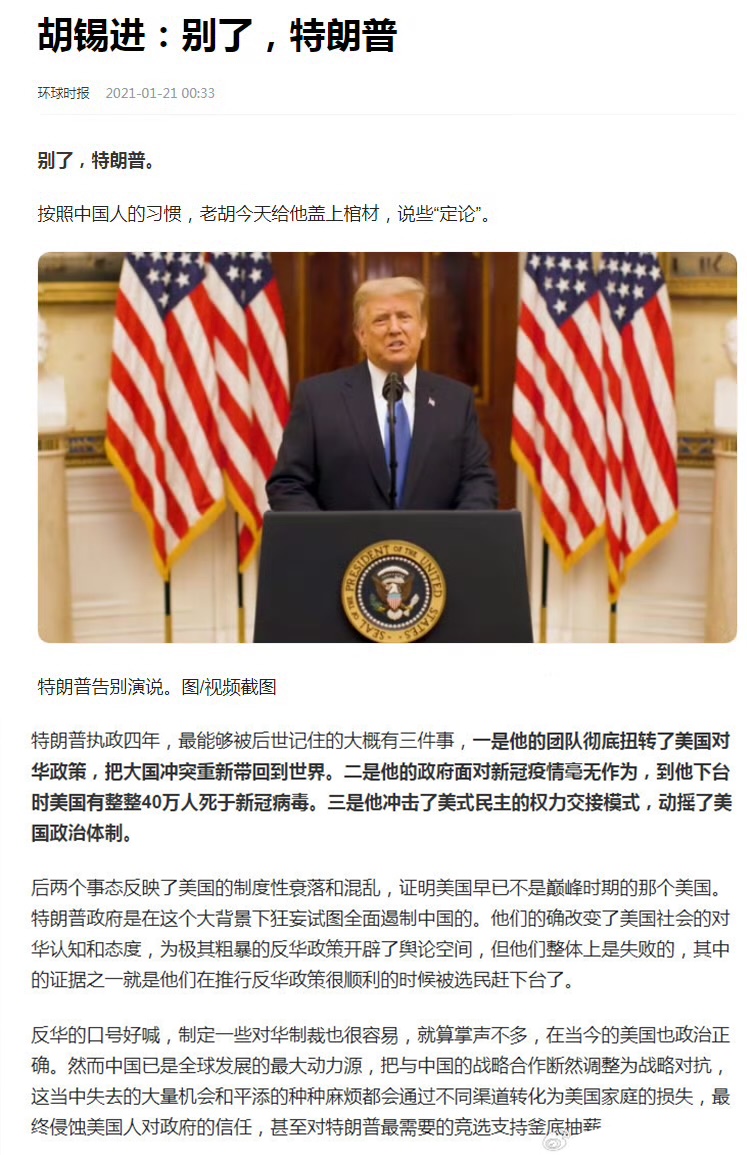 胡锡进：别了，特朗普
环球时报 2021-01-21 00:33
别了，特朗普。
按照中国人的习惯，老胡今天给他盖上棺材，说些“定论”。
SEAL OF THE PRESIDENT OF THE UNITED STATES
特朗普告别演说。图/视频截图
特朗普执政四年，最能够被后世记住的大概有三件事，一是他的团队彻底扭转了美国对
华政策，把大国冲突重新带回到世界。二是他的政府面对新冠疫情毫无作为，到他下台
时美国有整整40万人死于新冠病毒。三是他冲击了美式民主的权力交接模式，动摇了美
国政治体制。
后两个事态反映了美国的制度性衰落和混乱，证明美国早已不是巅峰时期的那个美国。
特朗普政府是在这个大背景下狂妄试图全面遏制中国的。他们的确改变了美国社会的对
华认知和态度，为极其粗暴的反华政策开辟了舆论空间，但他们整体上是失败的，其中
的证据之一就是他们在推行反华政策很顺利的时候被选民赶下台了。
反华的口号好喊，制定一些对华制裁也很容易，就算掌声不多，在当今的美国也政治正
确。然而中国已是全球发展的最大动力源，把与中国的战略合作断然调整为战略对抗，
这当中失去的大量机会和平添的种种麻烦都会通过不同渠道转化为美国家庭的损失，最
终侵蚀美国人对政府的信任，甚至对特朗普最需要的竞选支持釜底抽薪